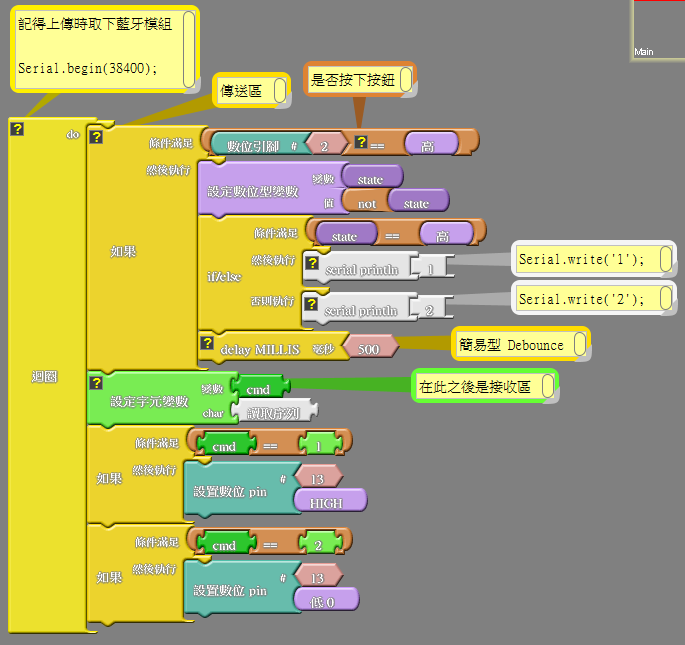 記得上傳時取下藍牙模組
Serial.begin(38400);
Main
傳送區
是否按下按鈕
do
條件滿足
數位引腳 # 2 == 高
然後執行
設定數位型變數
變數 state
值 not state
如果
條件滿足
state == 高
然後執行
serial println 1
Serial.write('1');
if/else
否則執行
serial println 2
Serial.write('2');
delay MILLIS 毫秒 500
簡易型 Debounce
迴圈
設定字元變數
變數 cmd
char 讀取序列
在此之後是接收區
條件滿足
cmd == 1
如果
然後執行
設置數位 pin
# 13
HIGH
條件滿足
cmd == 2
如果
然後執行
設置數位 pin
# 13
低 0